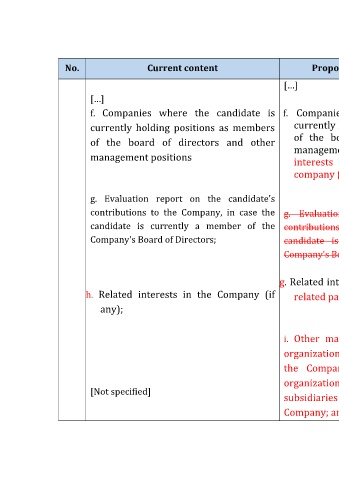 No.
Current content
Propo
[…]
f. Companies where the candidate is
currently holding positions as members
of the board of directors and other
management positions
g. Evaluation report on the candidate's
contributions to the Company, in case the
candidate is currently a member of the
Company's Board of Directors;
h. Related interests in the Company (if
any);
[Not specified]
[…]
f. Companie
currently
of the bo
manageme
interests
company (
g. Evaluatio
contributions
candidate is
Company's Bo
g. Related int
related pa
i. Other ma
organization
the Compan
organization
subsidiaries
Company; an